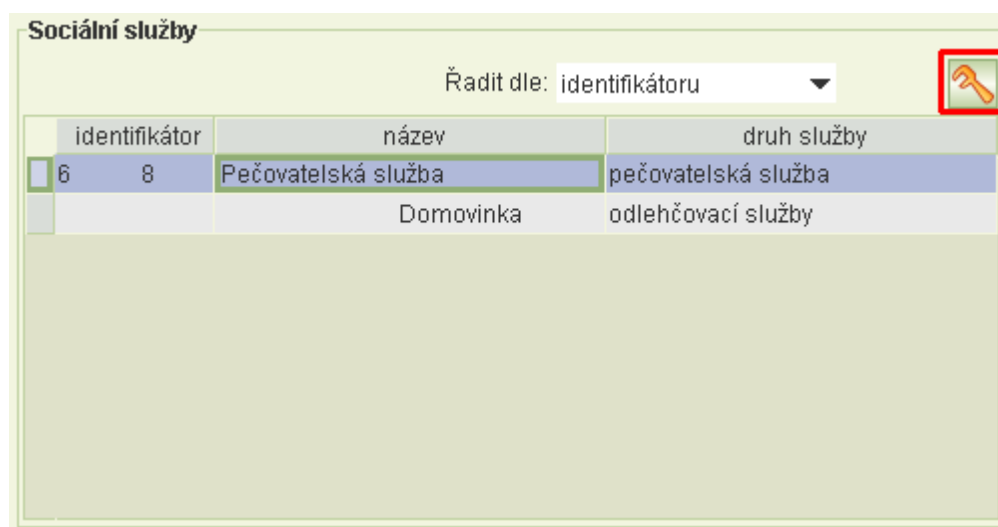 Sociální služby
Řadit dle: identifikátoru
identifikátor název druh služby
6 8 Pečovatelská služba pečovatelská služba
Domovinka odlehčovací služby